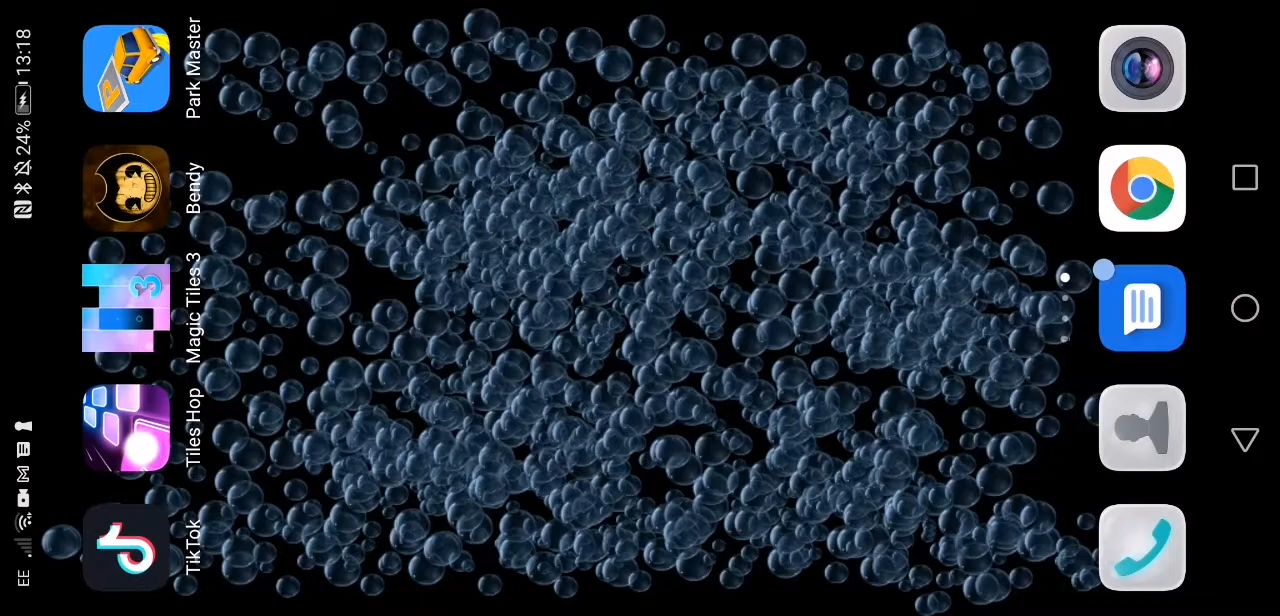 EE 24% 13:18
TikTok
Tiles Hop
Magic Tiles 3
Bendy
Park Master